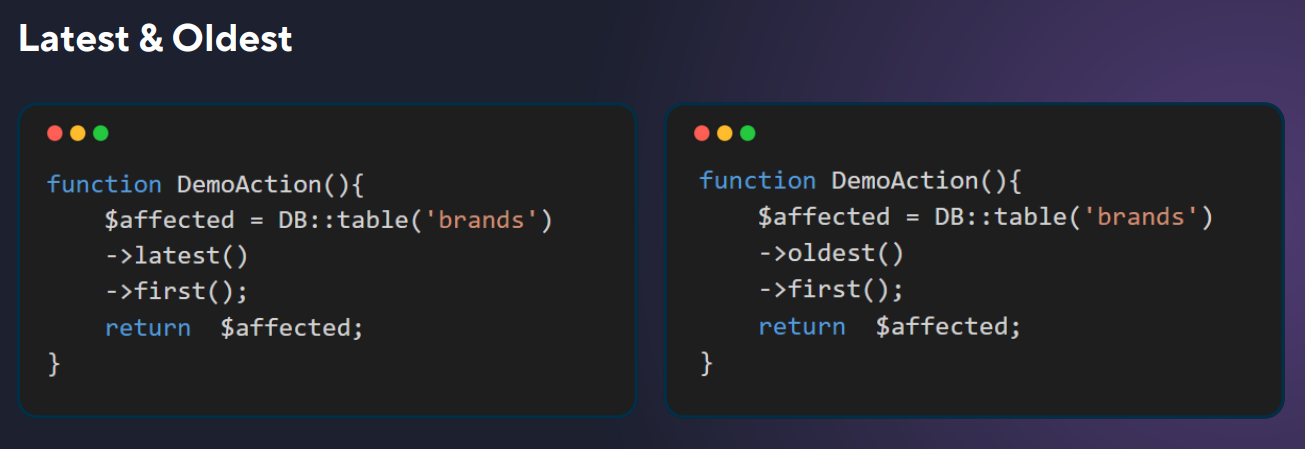 Latest & Oldest
function DemoAction(){
    $affected = DB::table('brands')
    ->latest()
    ->first();
    return  $affected;
}
function DemoAction(){
    $affected = DB::table('brands')
    ->oldest()
    ->first();
    return  $affected;
}